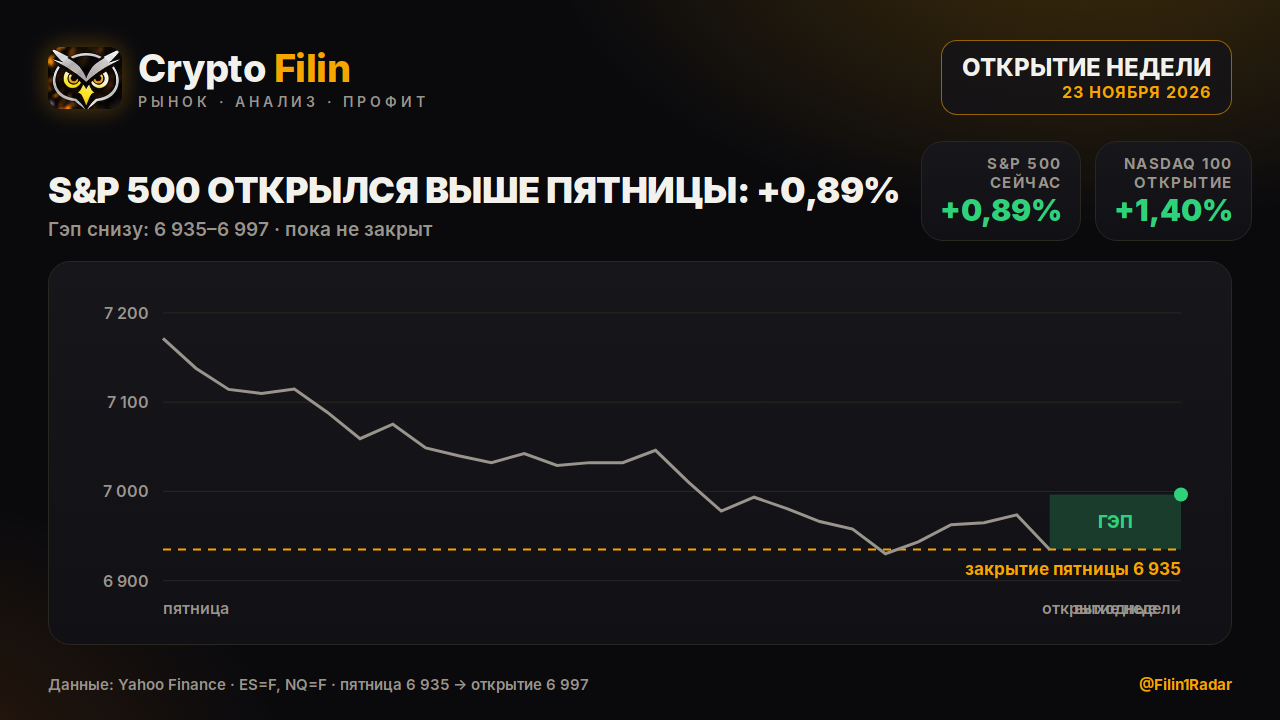 Crypto Filin
РЫНОК · АНАЛИЗ · ПРОФИТ
ОТКРЫТИЕ НЕДЕЛИ
23 НОЯБРЯ 2026
S&P 500 ОТКРЫЛСЯ ВЫШЕ ПЯТНИЦЫ: +0,89%
Гэп снизу: 6 935–6 997 · пока не закрыт
S&P 500
СЕЙЧАС
+0,89%
NASDAQ 100
ОТКРЫТИЕ
+1,40%
7 200
7 100
7 000
6 900
ГЭП
закрытие пятницы 6 935
пятница
открытие недели
Данные: Yahoo Finance · ES=F, NQ=F · пятница 6 935 → открытие 6 997
@Filin1Radar